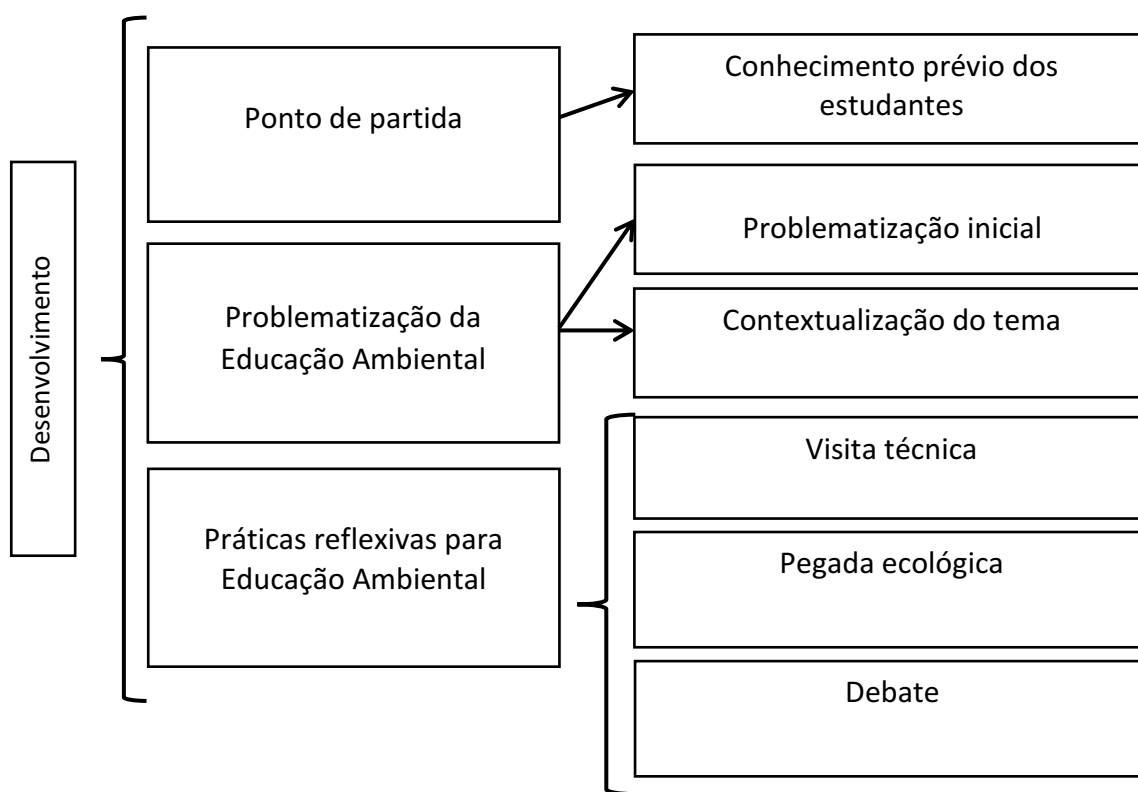 Desenvolvimento
Ponto de partida
Conhecimento prévio dos
estudantes
Problematização da
Educação Ambiental
Problematização inicial
Contextualização do tema
Práticas reflexivas para
Educação Ambiental
Visita técnica
Pegada ecológica
Debate